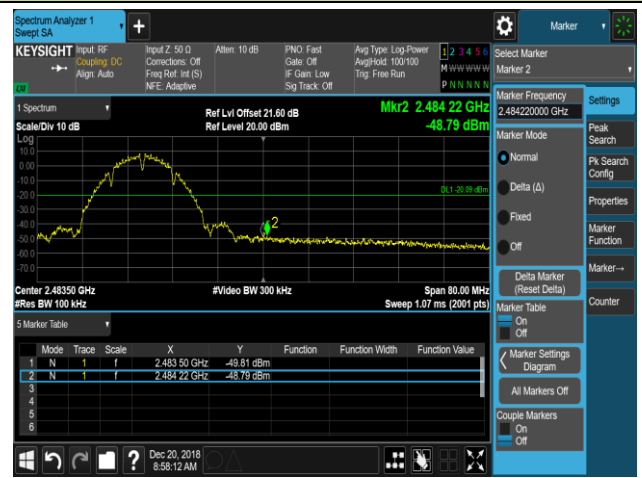 Spectrum Analyzer 1
Swept SA
Marker
KEYSIGHT
Input: RF
Coupling: DC
Align: Auto
Input Z: 50 Ω
Corrections: Off
Freq Ref: Int (S)
NFE: Adaptive
Atten: 10 dB
PNO: Fast
Gate: Off
IF Gain: Low
Sig Track: Off
Avg Type: Log-Power
Avg|Hold: 100/100
Trig: Free Run
1 2 3 4 5 6
M W W W W W
P N N N N N
LXI
Select Marker
Marker 2
1 Spectrum
Scale/Div 10 dB
Ref Lvl Offset 21.60 dB
Ref Level 20.00 dBm
Mkr2 2.484 22 GHz
-48.79 dBm
Log
10.0
0.00
-10.0
-20.0
-30.0
-40.0
-50.0
-60.0
-70.0
DL1 -20.09 dBm
2
Center 2.48350 GHz
#Res BW 100 kHz
#Video BW 300 kHz
Span 80.00 MHz
Sweep 1.07 ms (2001 pts)
5 Marker Table
Mode Trace Scale X Y Function Function Width Function Value
1 N 1 f 2.483 50 GHz -49.81 dBm
2 N 1 f 2.484 22 GHz -48.79 dBm
3
4
5
6
Marker Frequency
2.484220000 GHz
Marker Mode
Normal
Delta (Δ)
Fixed
Off
Delta Marker
(Reset Delta)
Marker Table
On
Off
Marker Settings
Diagram
All Markers Off
Couple Markers
On
Off
Settings
Peak
Search
Pk Search
Config
Properties
Marker
Function
Marker→
Counter
?
Dec 20, 2018
8:58:12 AM